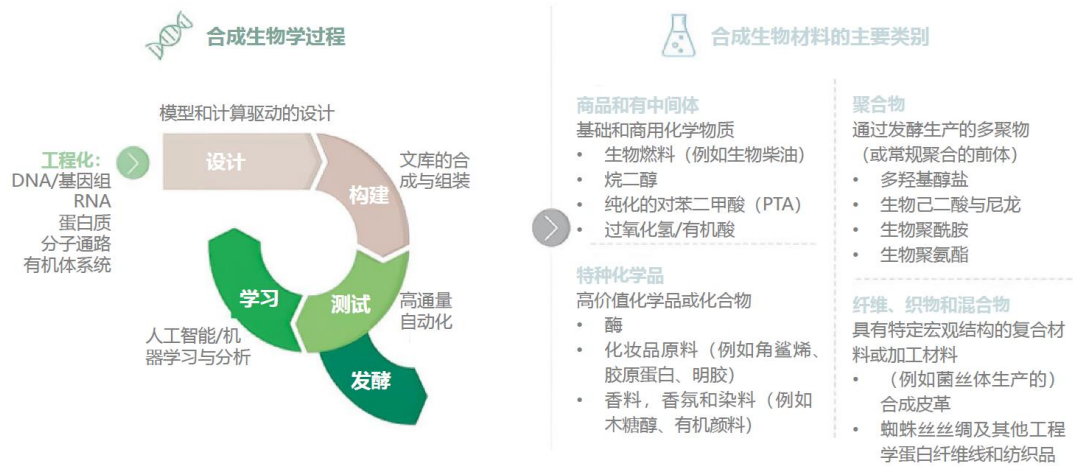 合成生物学过程
模型和计算驱动的设计
工程化：
DNA/基因组
RNA
蛋白质
分子通路
有机体系统
设计
构建
文库的合
成与组装
测试
高通量
自动化
学习
人工智能/机
器学习与分析
发酵
合成生物材料的主要类别
商品和有中间体
基础和商用化学物质
• 生物燃料（例如生物柴油）
• 烷二醇
• 纯化的对苯二甲酸（PTA）
• 过氧化氢/有机酸
特种化学品
高价值化学品或化合物
• 酶
• 化妆品原料（例如角鲨烯、
胶原蛋白、明胶）
• 香料，香氛和染料（例如
木糖醇、有机颜料）
聚合物
通过发酵生产的多聚物
（或常规聚合的前体）
• 多羟基醇盐
• 生物己二酸与尼龙
• 生物聚酰胺
• 生物聚氨酯
纤维、织物和混合物
具有特定宏观结构的复合材
料或加工材料
• （例如菌丝体生产的）
合成皮革
• 蜘蛛丝丝绸及其他工程
学蛋白纤维线和纺织品